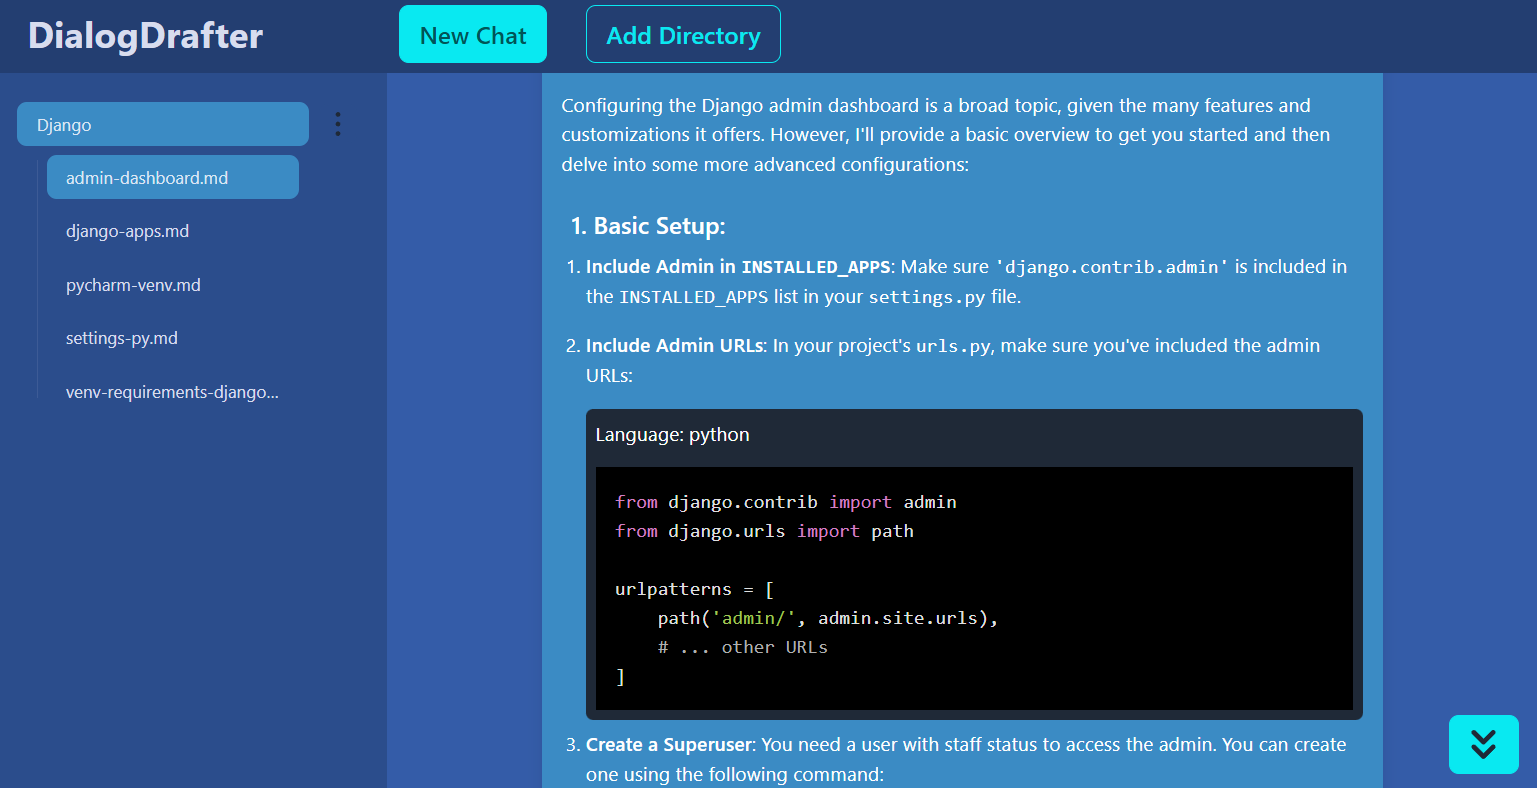 DialogDrafter
New Chat
Add Directory
Django
admin-dashboard.md
django-apps.md
pycharm-venv.md
settings-py.md
venv-requirements-django...
Configuring the Django admin dashboard is a broad topic, given the many features and
customizations it offers. However, I'll provide a basic overview to get you started and then
delve into some more advanced configurations:
1. Basic Setup:
1. Include Admin in INSTALLED_APPS: Make sure 'django.contrib.admin' is included in
the INSTALLED_APPS list in your settings.py file.
2. Include Admin URLs: In your project's urls.py, make sure you've included the admin
URLs:
Language: python
from django.contrib import admin
from django.urls import path
urlpatterns = [
    path('admin/', admin.site.urls),
    # ... other URLs
]
3. Create a Superuser: You need a user with staff status to access the admin. You can create
one using the following command: